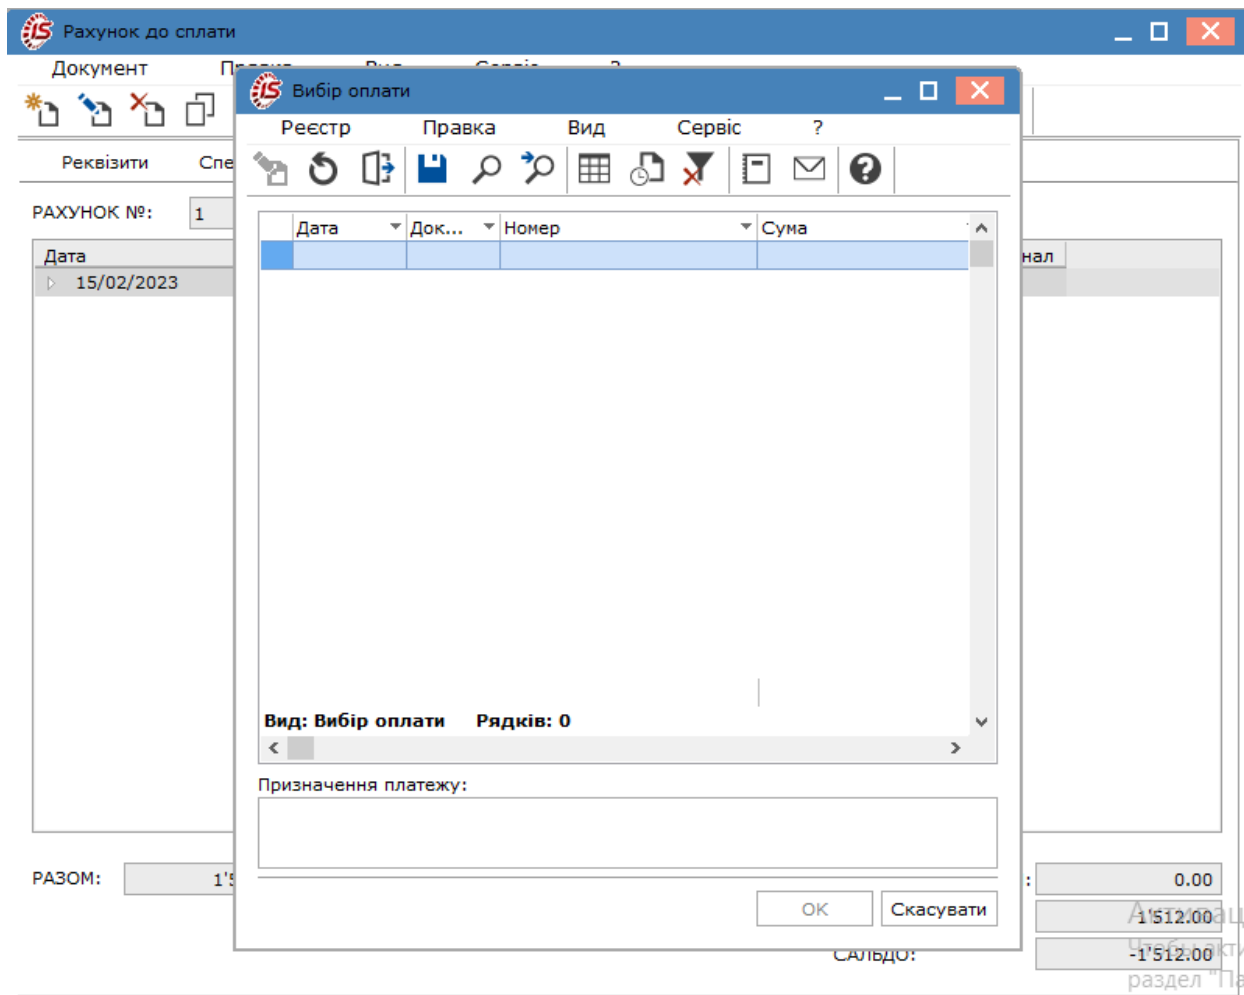 Рахунок до сплати
Документ
Вибір оплати
Реєстр Правка Вид Сервіс ?
Реквізити
РАХУНОК №: 1
Дата Док... Номер Сума
Дата
15/02/2023
Вид: Вибір оплати Рядків: 0
Призначення платежу:
РАЗОМ: 0.00
OK Скасувати
1'512.00
САЛЬДО: -1'512.00
раздел